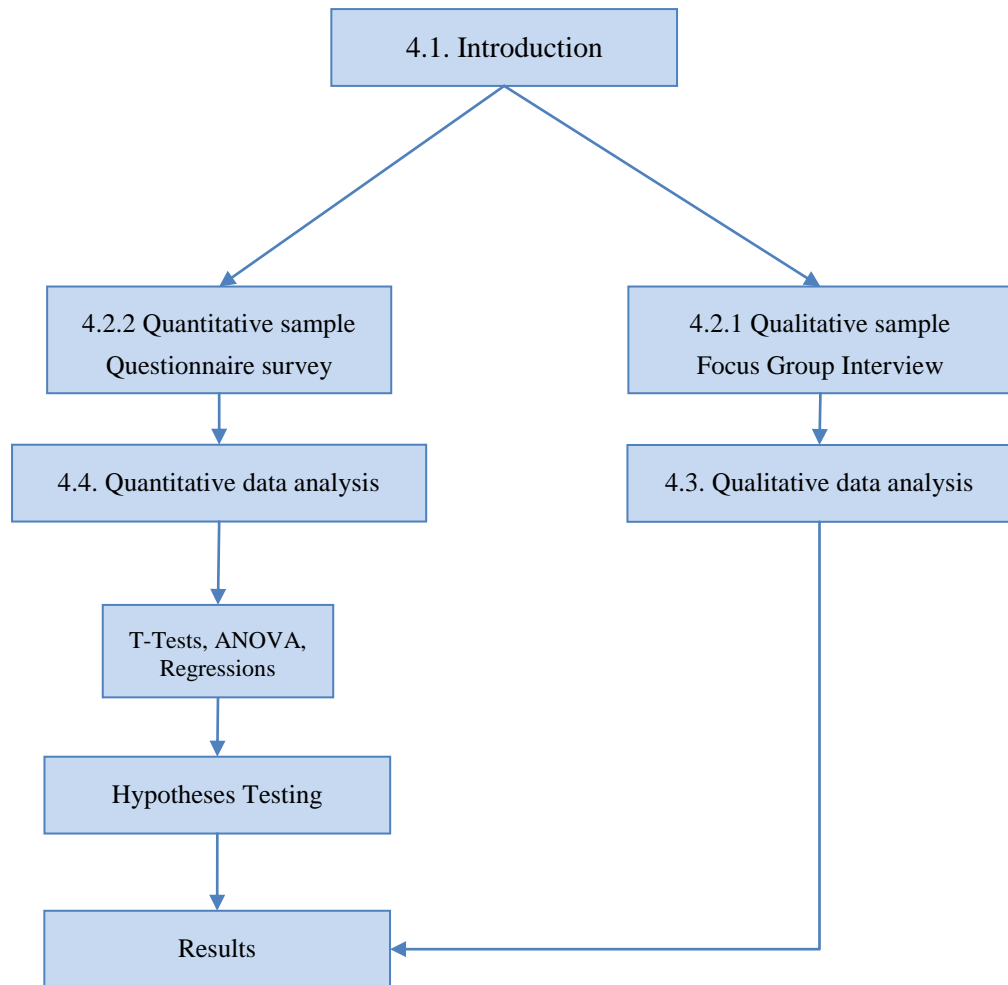 4.1. Introduction
4.2.2 Quantitative sample
Questionnaire survey
4.2.1 Qualitative sample
Focus Group Interview
4.4. Quantitative data analysis
4.3. Qualitative data analysis
T-Tests, ANOVA,
Regressions
Hypotheses Testing
Results